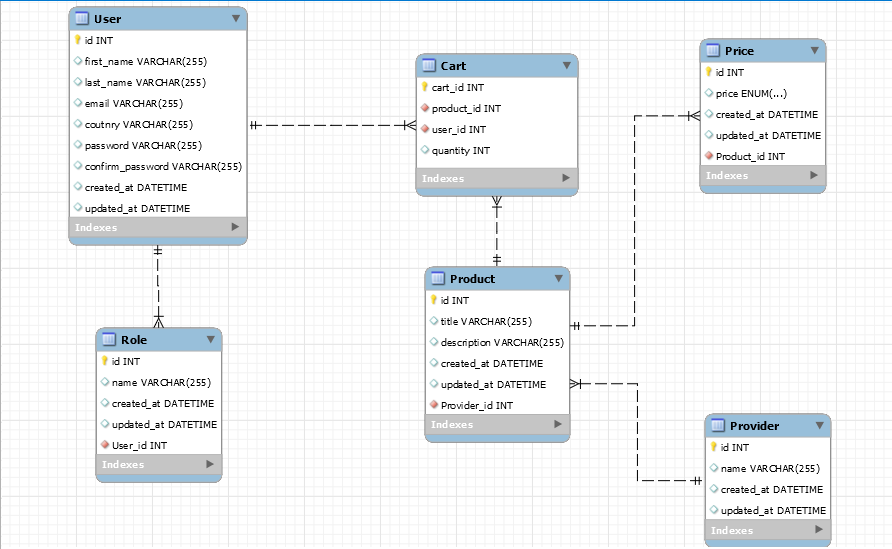 User
id INT
first_name VARCHAR(255)
last_name VARCHAR(255)
email VARCHAR(255)
coutnry VARCHAR(255)
password VARCHAR(255)
confirm_password VARCHAR(255)
created_at DATETIME
updated_at DATETIME
Indexes
Cart
cart_id INT
product_id INT
user_id INT
quantity INT
Indexes
Price
id INT
price ENUM(...)
created_at DATETIME
updated_at DATETIME
Product_id INT
Indexes
Role
id INT
name VARCHAR(255)
created_at DATETIME
updated_at DATETIME
User_id INT
Indexes
Product
id INT
title VARCHAR(255)
description VARCHAR(255)
created_at DATETIME
updated_at DATETIME
Provider_id INT
Indexes
Provider
id INT
name VARCHAR(255)
created_at DATETIME
updated_at DATETIME
Indexes